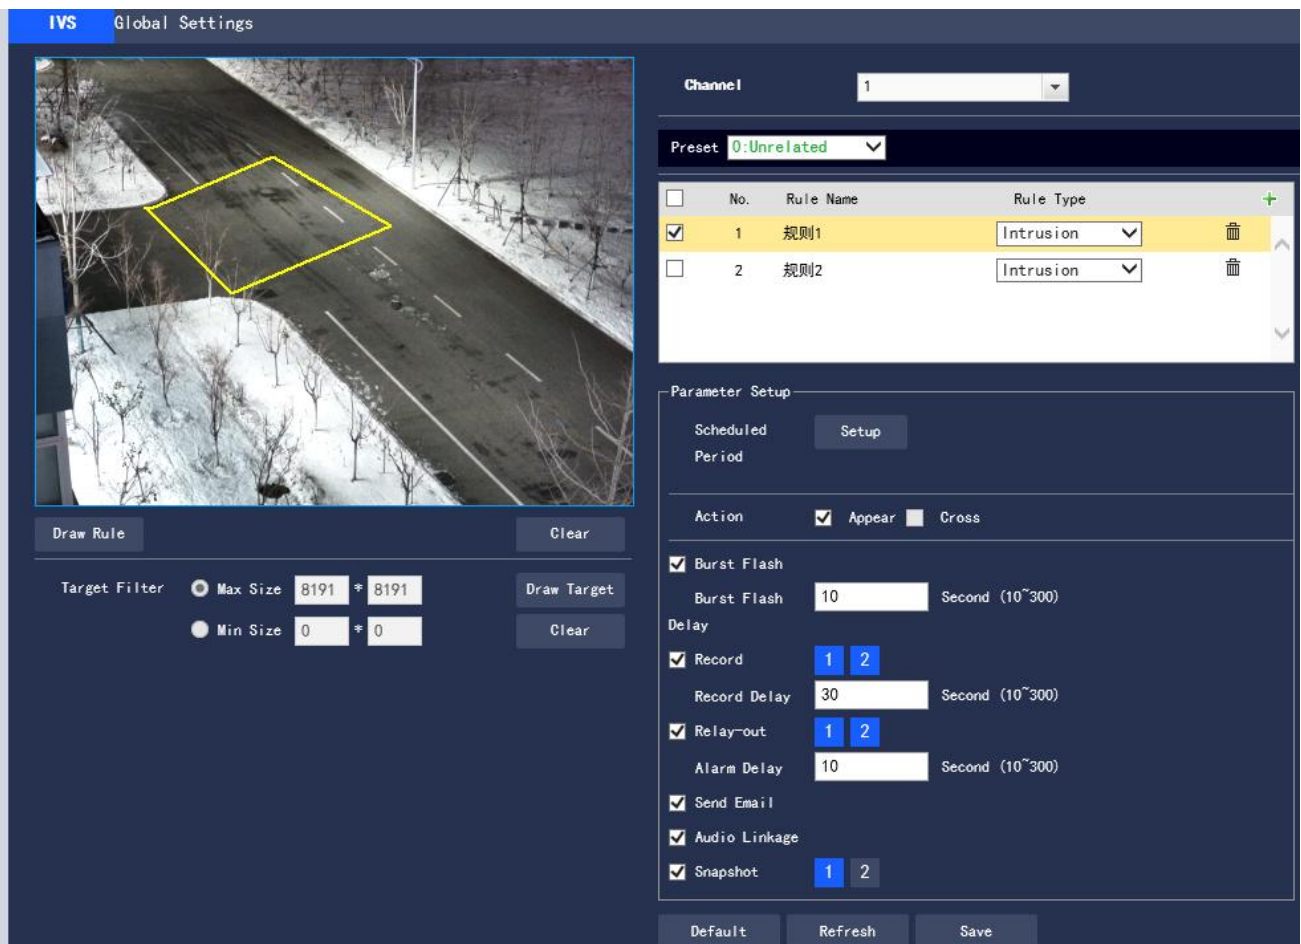 IVS Global Settings
Channel 1
Preset 0:Unrelated
No. Rule Name Rule Type +
1 规则1 Intrusion
2 规则2 Intrusion
Parameter Setup
Scheduled Setup
Period
Action Appear Cross
Burst Flash
Burst Flash 10 Second (10~300)
Delay
Record 1 2
Record Delay 30 Second (10~300)
Relay-out 1 2
Alarm Delay 10 Second (10~300)
Send Email
Audio Linkage
Snapshot 1 2
Default Refresh Save
Draw Rule Clear
Target Filter Max Size 8191 * 8191 Draw Target
Min Size 0 * 0 Clear